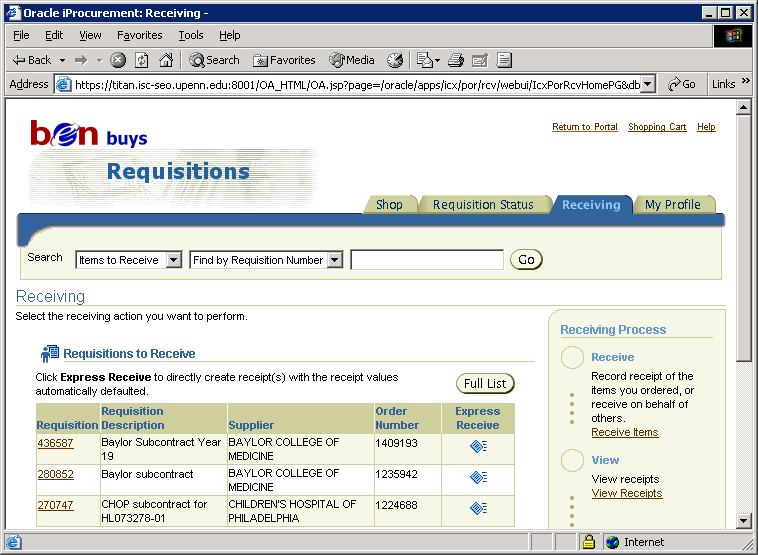 Oracle iProcurement: Receiving -
File Edit View Favorites Tools Help
Back Search Favorites Media
Address https://titan.isc-seo.upenn.edu:8001/OA_HTML/OA.jsp?page=/oracle/apps/icx/por/rcv/webui/IcxPorRcvHomePG&db Go Links »
ben buys
Return to Portal Shopping Cart Help
Requisitions
Shop Requisition Status Receiving My Profile
Search Items to Receive Find by Requisition Number Go
Receiving
Select the receiving action you want to perform.
Requisitions to Receive
Click Express Receive to directly create receipt(s) with the receipt values
automatically defaulted.
Full List
Requisition Requisition Description Supplier Order Number Express Receive
436587 Baylor Subcontract Year 19 BAYLOR COLLEGE OF MEDICINE 1409193
280852 Baylor subcontract BAYLOR COLLEGE OF MEDICINE 1235942
270747 CHOP subcontract for HL073278-01 CHILDREN'S HOSPITAL OF PHILADELPHIA 1224688
Receiving Process
Receive
Record receipt of the
items you ordered, or
receive on behalf of
others.
Receive Items
View
View receipts
View Receipts
Internet